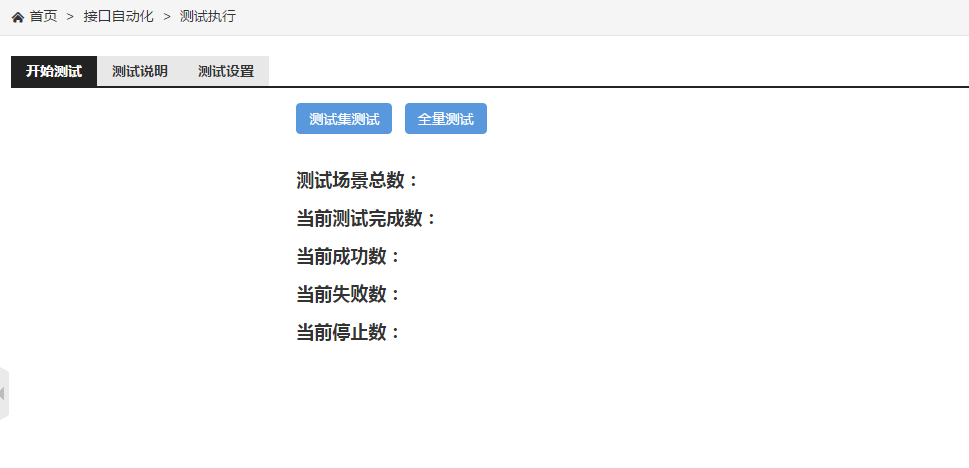 首页 > 接口自动化 > 测试执行
开始测试 测试说明 测试设置
测试集测试 全量测试
测试场景总数：
当前测试完成数：
当前成功数：
当前失败数：
当前停止数：